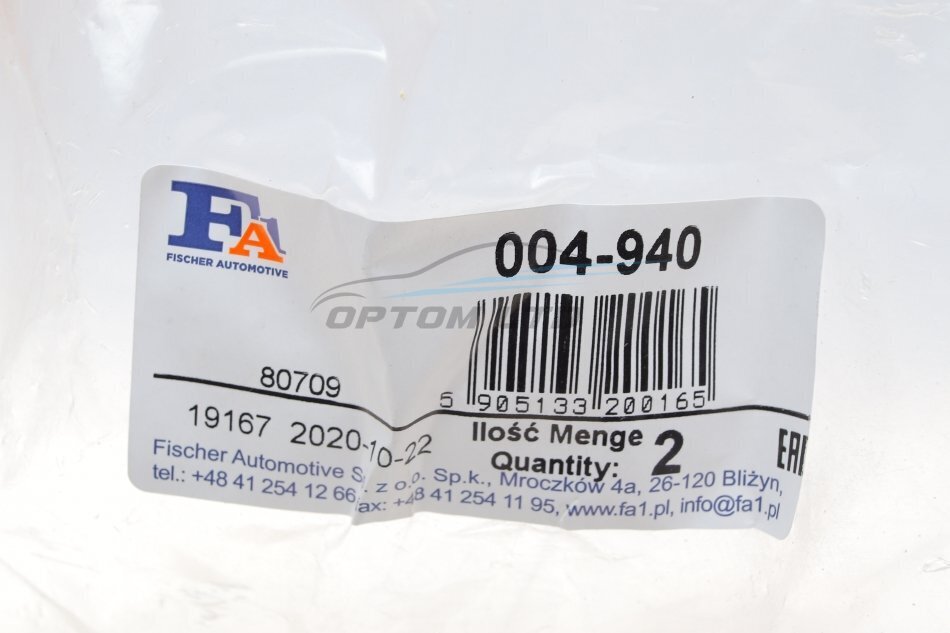 FA1
FISCHER AUTOMOTIVE
004-940
5 905133 200165
80709
19167 2020-10-22
Ilość Menge
Quantity: 2
EAC
Fischer Automotive S z o.o. Sp.k., Mroczków 4a, 26-120 Bliżyn,
tel.: +48 41 254 12 66, fax: +48 41 254 11 95, www.fa1.pl, info@fa1.pl
OPTOM